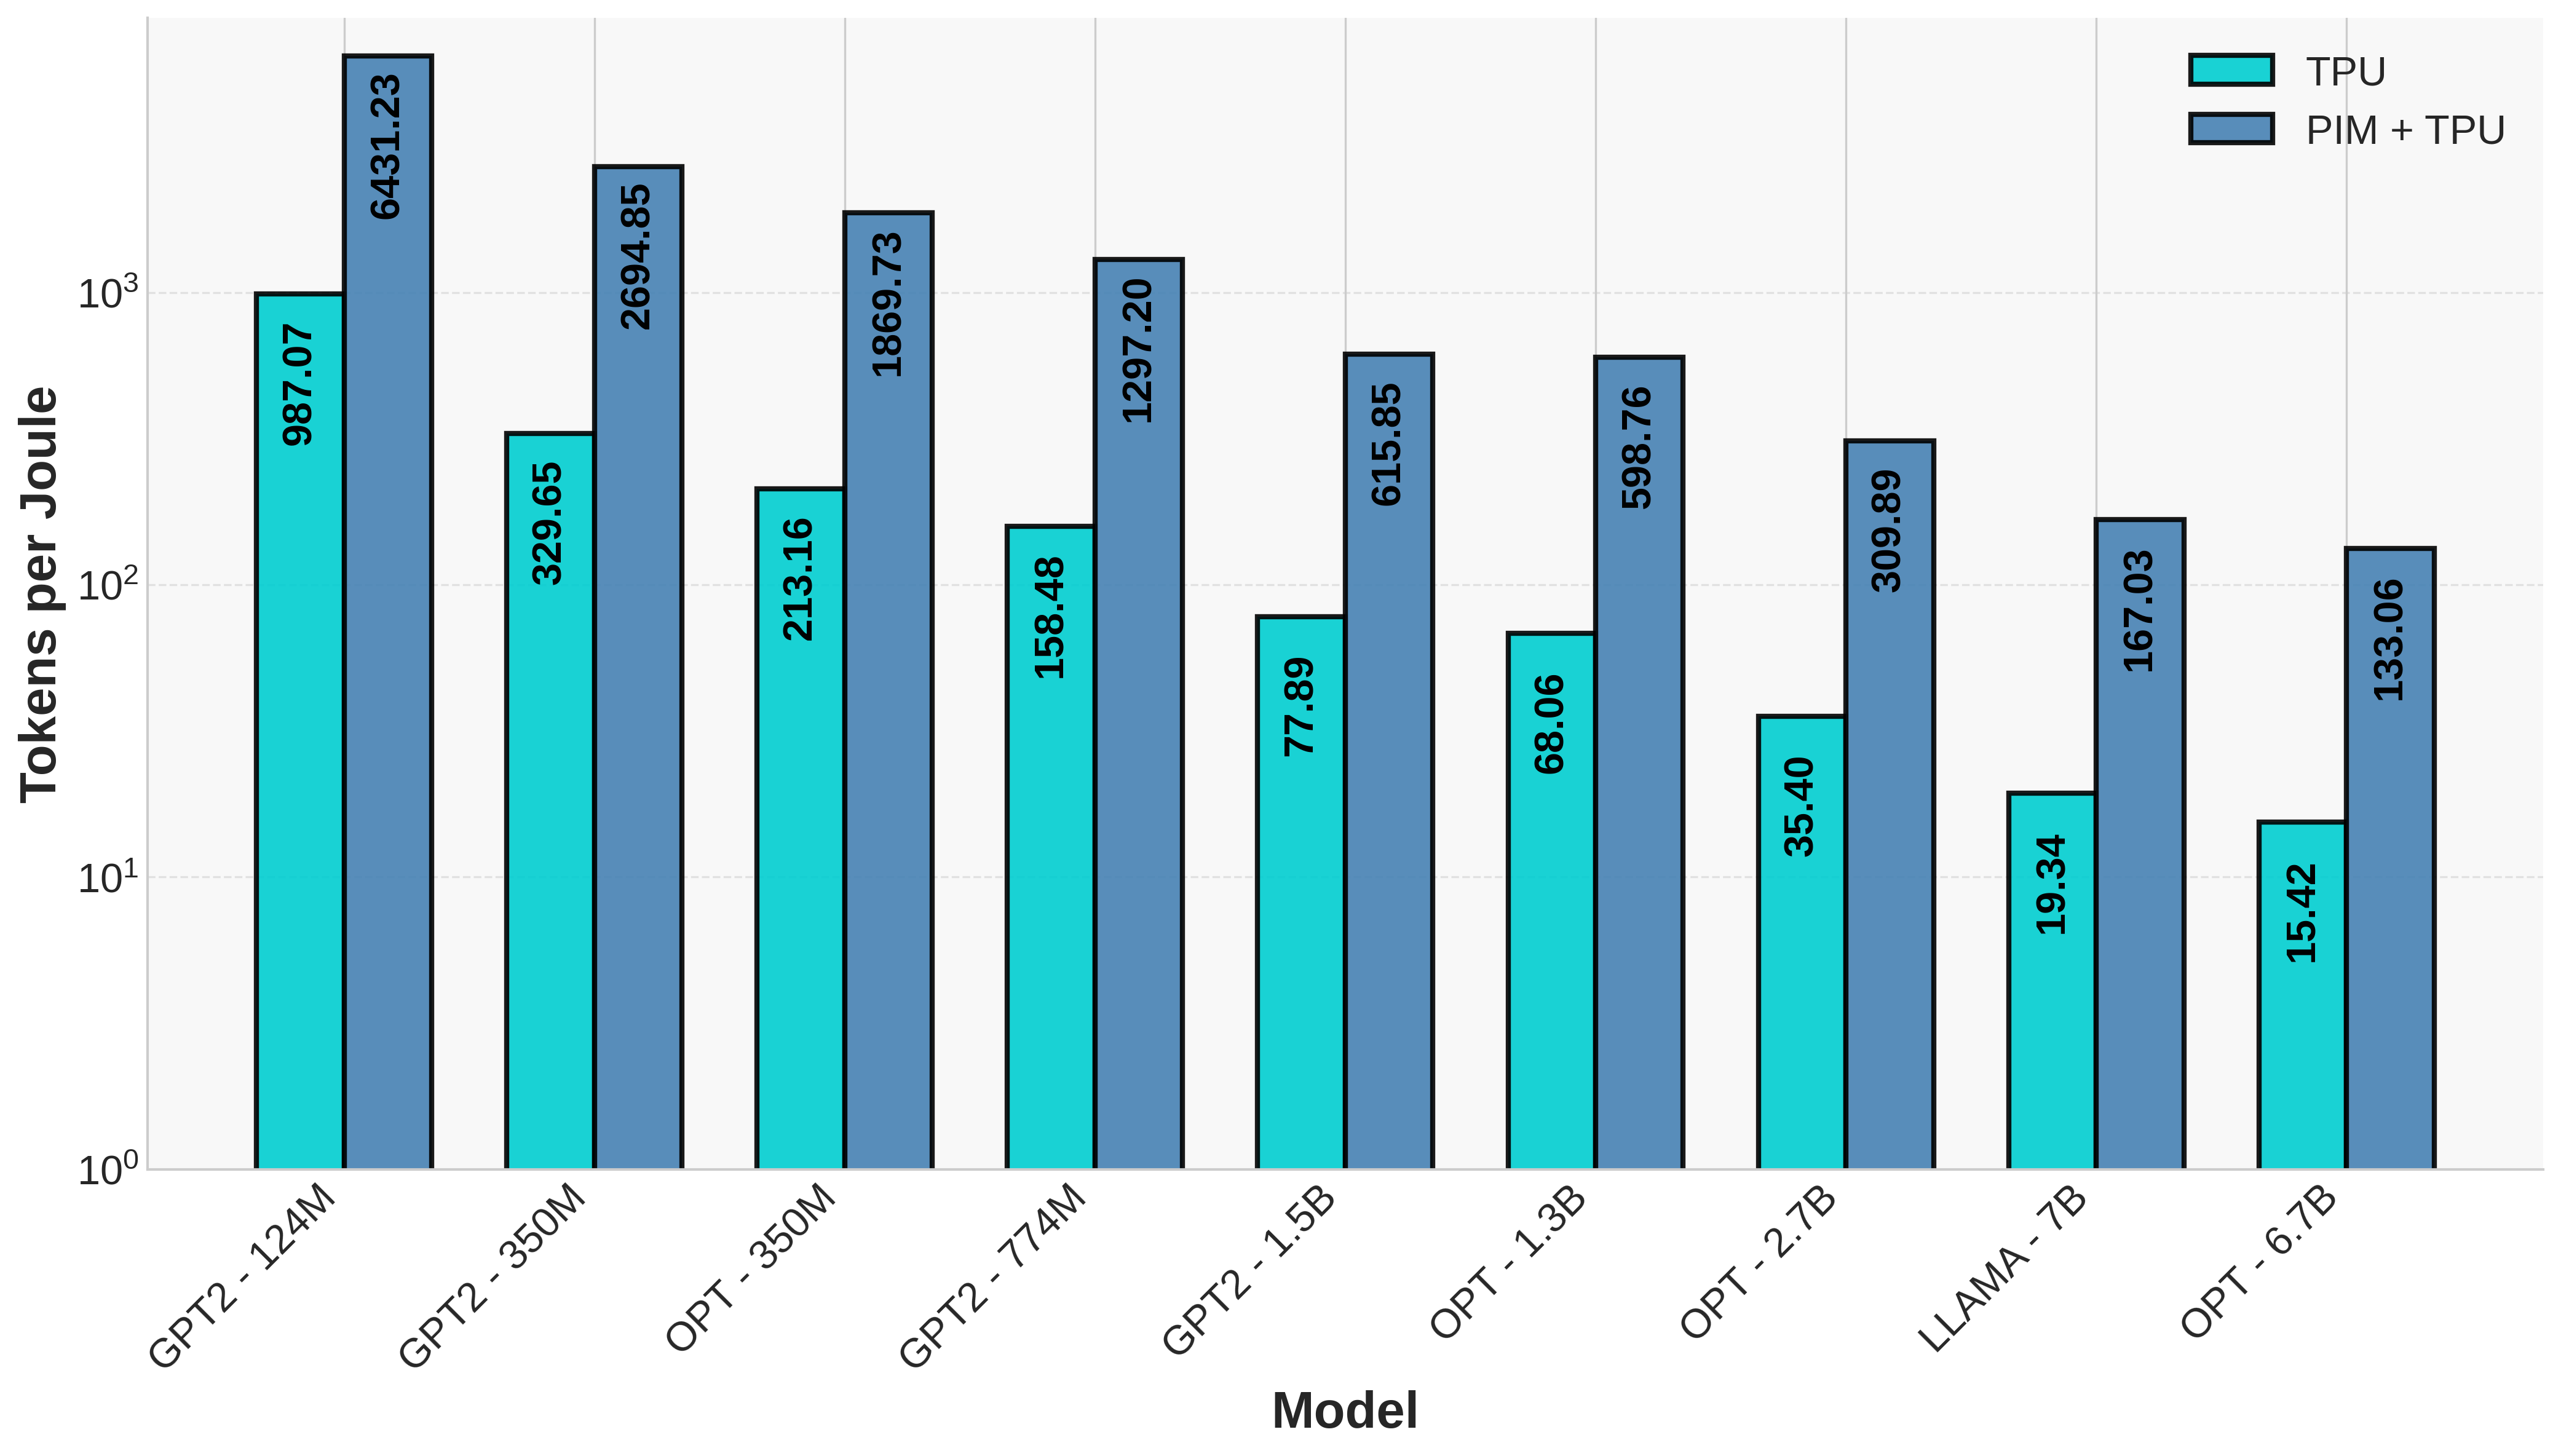 TPU
PIM + TPU
Tokens per Joule
10³
10²
10¹
10⁰
987.07
6431.23
329.65
2694.85
213.16
1869.73
158.48
1297.20
77.89
615.85
68.06
598.76
35.40
309.89
19.34
167.03
15.42
133.06
GPT2 - 124M
GPT2 - 350M
OPT - 350M
GPT2 - 774M
GPT2 - 1.5B
OPT - 1.3B
OPT - 2.7B
LLAMA - 7B
OPT - 6.7B
Model